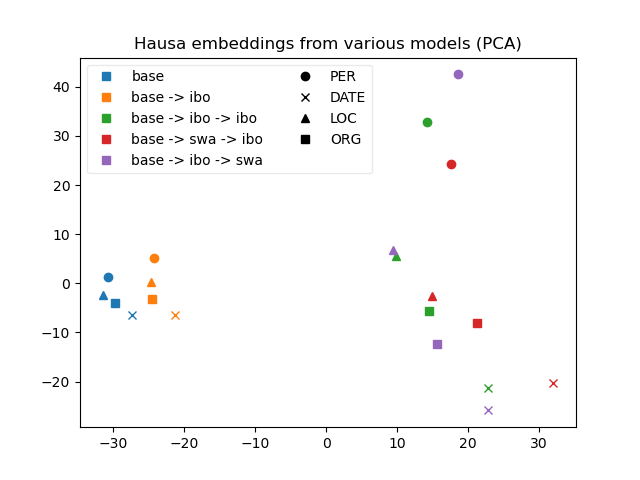 Hausa embeddings from various models (PCA)
base
base -> ibo
base -> ibo -> ibo
base -> swa -> ibo
base -> ibo -> swa
PER
DATE
LOC
ORG
40
30
20
10
0
−10
−20
−30
−20
−10
0
10
20
30